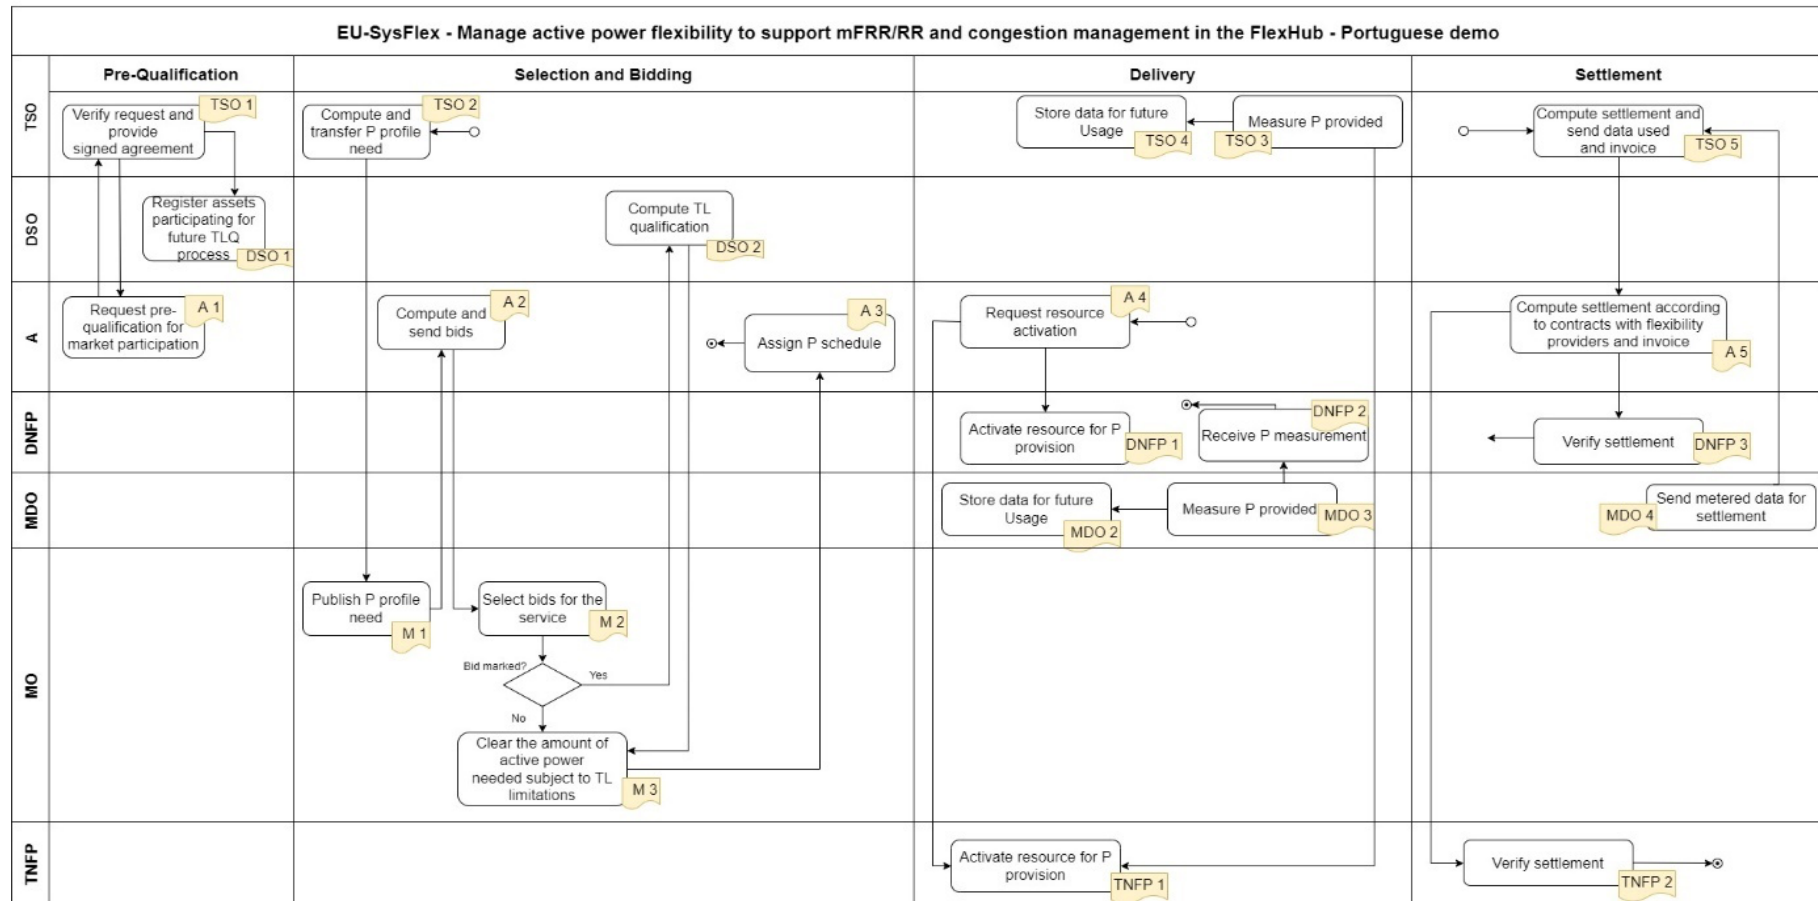 EU-SysFlex - Manage active power flexibility to support mFRR/RR and congestion management in the FlexHub - Portuguese demo
Pre-Qualification
Selection and Bidding
Delivery
Settlement
TSO
Verify request and
provide
signed agreement
TSO 1
Compute and
transfer P profile
need
TSO 2
Store data for future
Usage
TSO 4
Measure P provided
TSO 3
Compute settlement and
send data used
and invoice
TSO 5
DSO
Register assets
participating for
future TLQ
process
DSO 1
Compute TL
qualification
DSO 2
A
Request pre-
qualification for
market participation
A 1
Compute and
send bids
A 2
Assign P schedule
A 3
Request resource
activation
A 4
Compute settlement according
to contracts with flexibility
providers and invoice
A 5
DNFP
Activate resource for P
provision
DNFP 1
Receive P measurement
DNFP 2
Verify settlement
DNFP 3
MDO
Store data for future
Usage
MDO 2
Measure P provided
MDO 3
Send metered data for
settlement
MDO 4
MO
Publish P profile
need
M 1
Select bids for the
service
M 2
Bid marked?
Yes
No
Clear the amount of
active power
needed subject to TL
limitations
M 3
TNFP
Activate resource for P
provision
TNFP 1
Verify settlement
TNFP 2